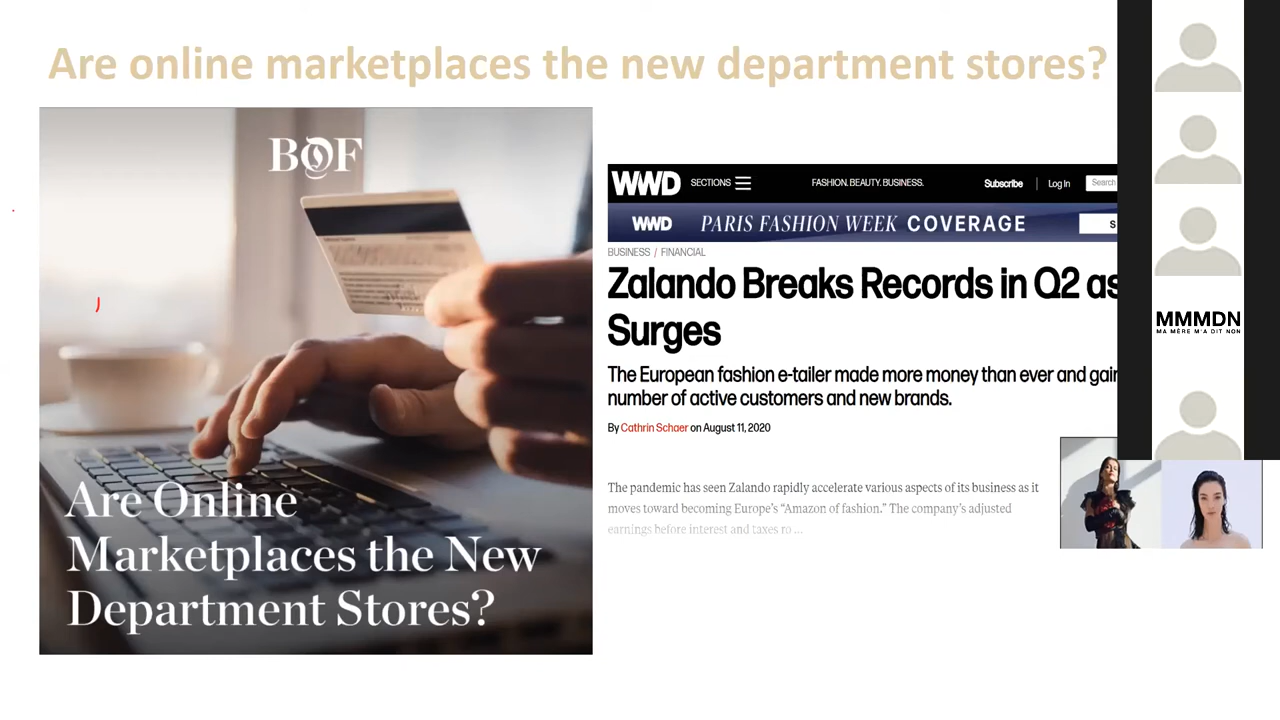 Are online marketplaces the new department stores?
BOF
Are Online
Marketplaces the New
Department Stores?
WWD SECTIONS FASHION. BEAUTY. BUSINESS. Subscribe | Log In Search
WWD PARIS FASHION WEEK COVERAGE S
BUSINESS / FINANCIAL
Zalando Breaks Records in Q2 as
Surges
The European fashion e-tailer made more money than ever and gain
number of active customers and new brands.
By Cathrin Schaer on August 11, 2020
The pandemic has seen Zalando rapidly accelerate various aspects of its business as it
moves toward becoming Europe's “Amazon of fashion.” The company's adjusted
earnings before interest and taxes ro ...
MMMDN
MA MÈRE M'A DIT NON